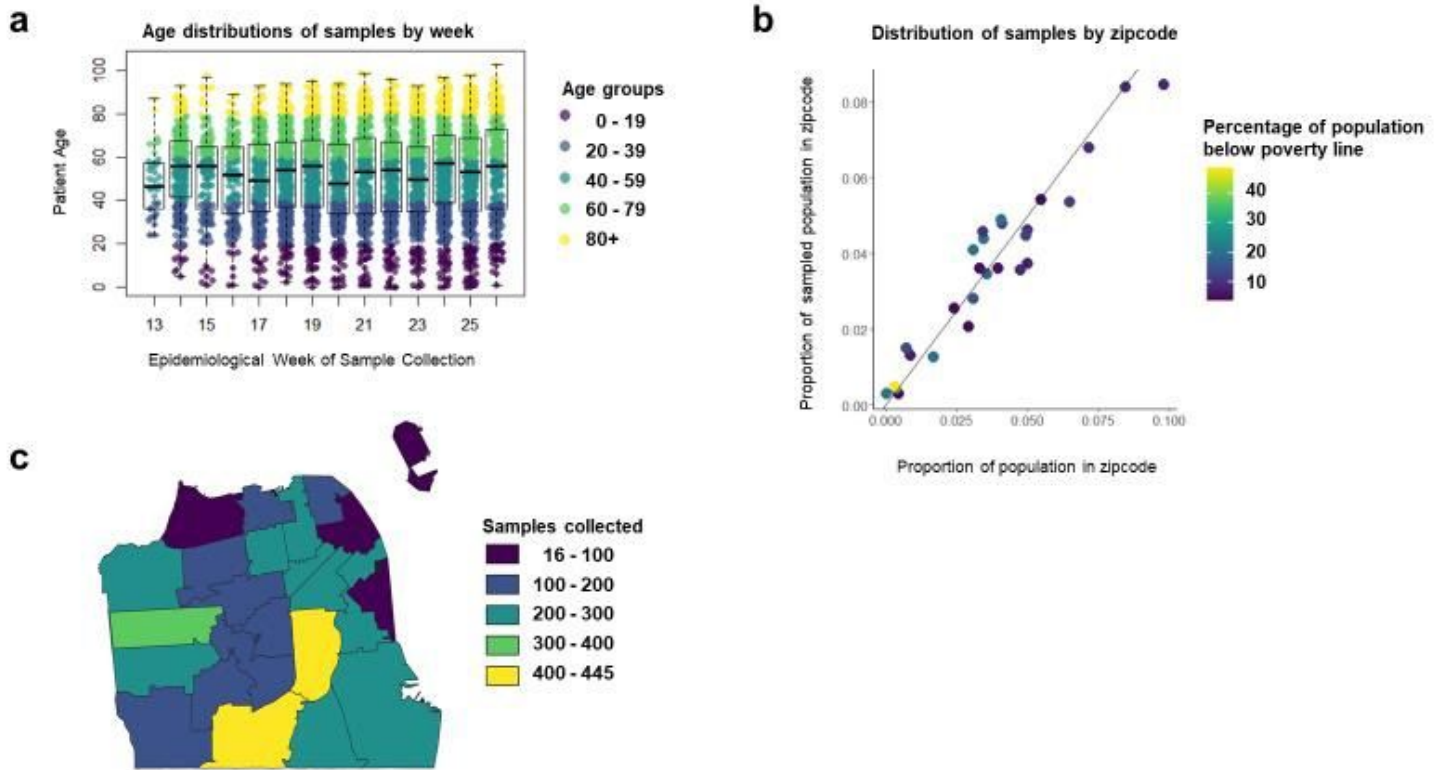 a
Age distributions of samples by week
Patient Age
100
80
60
40
20
0
13 15 17 19 21 23 25
Epidemiological Week of Sample Collection
Age groups
0 - 19
20 - 39
40 - 59
60 - 79
80+
b
Distribution of samples by zipcode
Proportion of sampled population in zipcode
0.08
0.06
0.04
0.02
0.00
0.000 0.025 0.050 0.075 0.100
Proportion of population in zipcode
Percentage of population
below poverty line
40
30
20
10
c
Samples collected
16 - 100
100 - 200
200 - 300
300 - 400
400 - 445